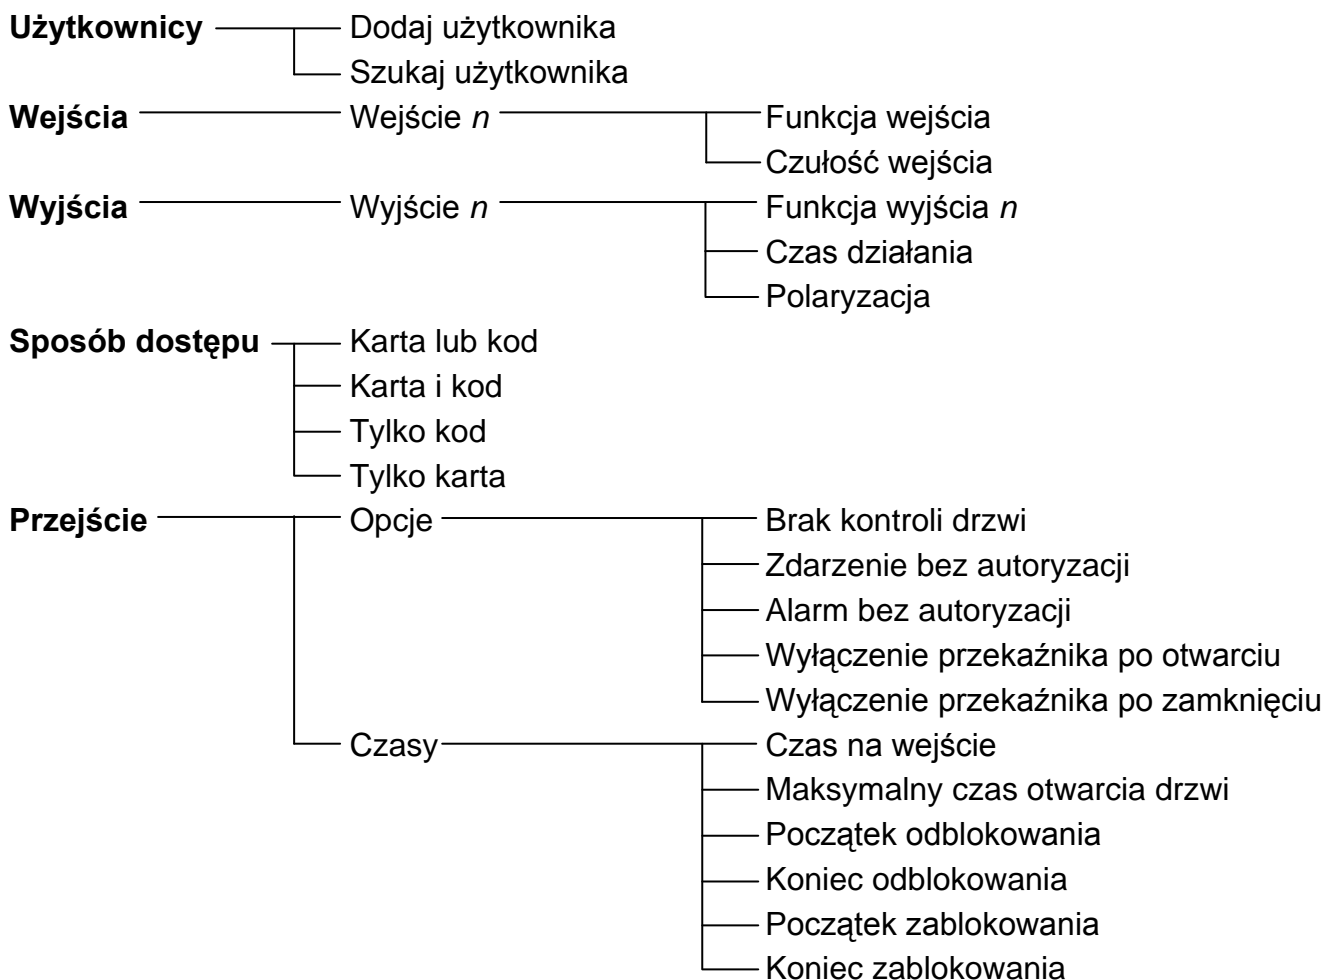 Użytkownicy Dodaj użytkownika
Szukaj użytkownika
Wejścia Wejście n Funkcja wejścia
Czułość wejścia
Wyjścia Wyjście n Funkcja wyjścia n
Czas działania
Polaryzacja
Sposób dostępu Karta lub kod
Karta i kod
Tylko kod
Tylko karta
Przejście Opcje Brak kontroli drzwi
Zdarzenie bez autoryzacji
Alarm bez autoryzacji
Wyłączenie przekaźnika po otwarciu
Wyłączenie przekaźnika po zamknięciu
Czasy Czas na wejście
Maksymalny czas otwarcia drzwi
Początek odblokowania
Koniec odblokowania
Początek zablokowania
Koniec zablokowania